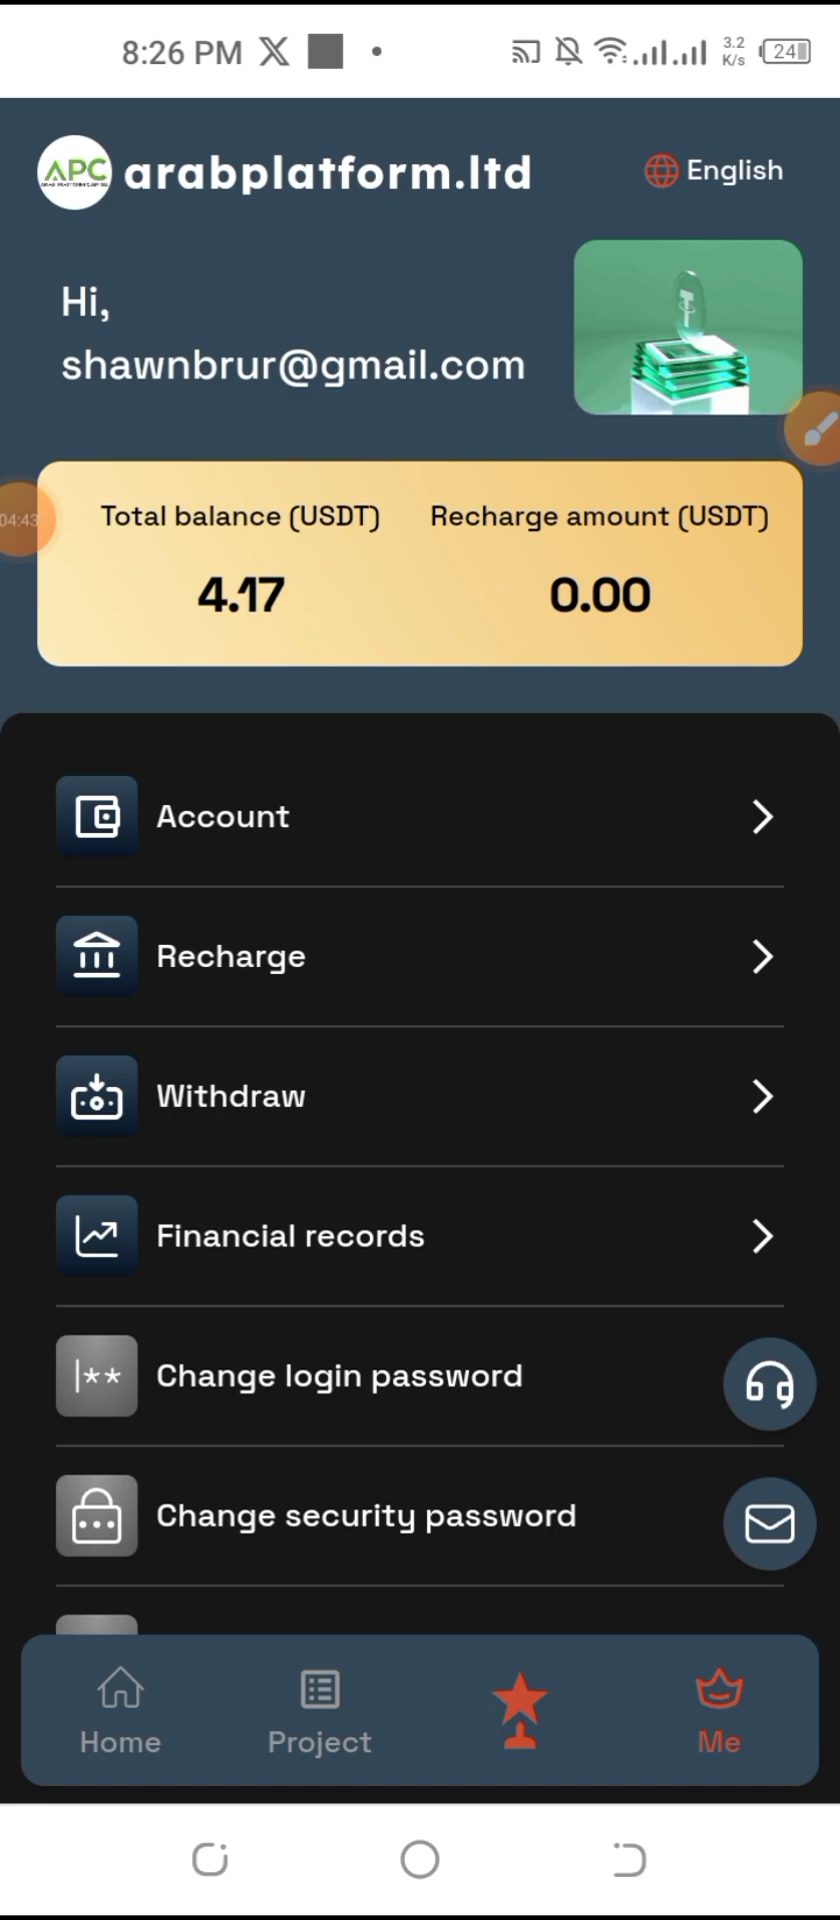 8:26 PM
3.2
K/s
24
APC
arabplatform.ltd
English
Hi,
shawnbrur@gmail.com
04:43
Total balance (USDT)
Recharge amount (USDT)
4.17
0.00
Account
Recharge
Withdraw
Financial records
Change login password
Change security password
Home
Project
Me